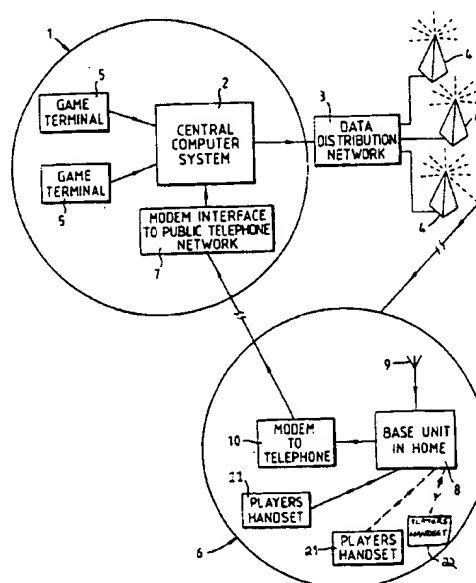 1
5
GAME
TERMINAL
GAME
TERMINAL
5
2
CENTRAL
COMPUTER
SYSTEM
MODEM INTERFACE
TO PUBLIC TELEPHONE
NETWORK
7
3
DATA
DISTRIBUTION
NETWORK
4
4
9
MODEM
TO
TELEPHONE
10
BASE UNIT
IN HOME
8
PLAYERS
HANDSET
PLAYERS
HANDSET
21
PLAYERS
HANDSET
22
6